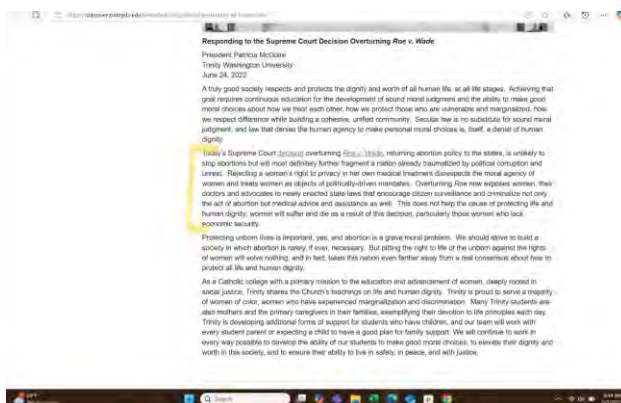 Responding to the Supreme Court Decision Overturning Roe v. Wade
President Patricia McGuire
Trinity Washington University
June 24, 2022
A truly good society respects and protects the dignity and worth of all human life, at all life stages. Achieving that
goal requires continuous education for the development of sound moral judgment and the ability to make good
moral choices about how we treat each other, how we protect those who are vulnerable and marginalized, how
we respect difference while building a cohesive, unified community. Secular law is no substitute for sound moral
judgment, and law that denies the human agency to make personal moral choices is, itself, a denial of human
dignity.
Today's Supreme Court decision overturning Roe v. Wade, returning abortion policy to the states, is unlikely to
stop abortions but will most definitely further fragment a nation already traumatized by political corruption and
unrest. Rejecting a woman's right to privacy in her own medical treatment disrespects the moral agency of
women and treats women as objects of politically-driven mandates. Overturning Roe now exposes women, their
doctors and advocates to newly enacted state laws that encourage citizen surveillance and criminalize not only
the act of abortion but medical advice and assistance as well. This does not help the cause of protecting life and
human dignity; women will suffer and die as a result of this decision, particularly those women who lack
economic security.
Protecting unborn lives is important, yes, and abortion is a grave moral problem. We should strive to build a
society in which abortion is rarely, if ever, necessary. But pitting the right to life of the unborn against the rights
of women will solve nothing, and in fact, takes this nation even farther away from a real consensus about how to
protect all life and human dignity.
As a Catholic college with a primary mission to the education and advancement of women, deeply rooted in
social justice, Trinity shares the Church's teachings on life and human dignity. Trinity is proud to serve a majority
of women of color, women who have experienced marginalization and discrimination. Many Trinity students are
also mothers and the primary caregivers in their families, exemplifying their devotion to life principles each day.
Trinity is developing additional forms of support for students who have children, and our team will work with
every student parent or expecting a child to have a good plan for family support. We will continue to work in
every way possible to develop the ability of our students to make good moral choices, to elevate their dignity and
worth in this society, and to ensure their ability to live in safety, in peace, and with justice.
Search